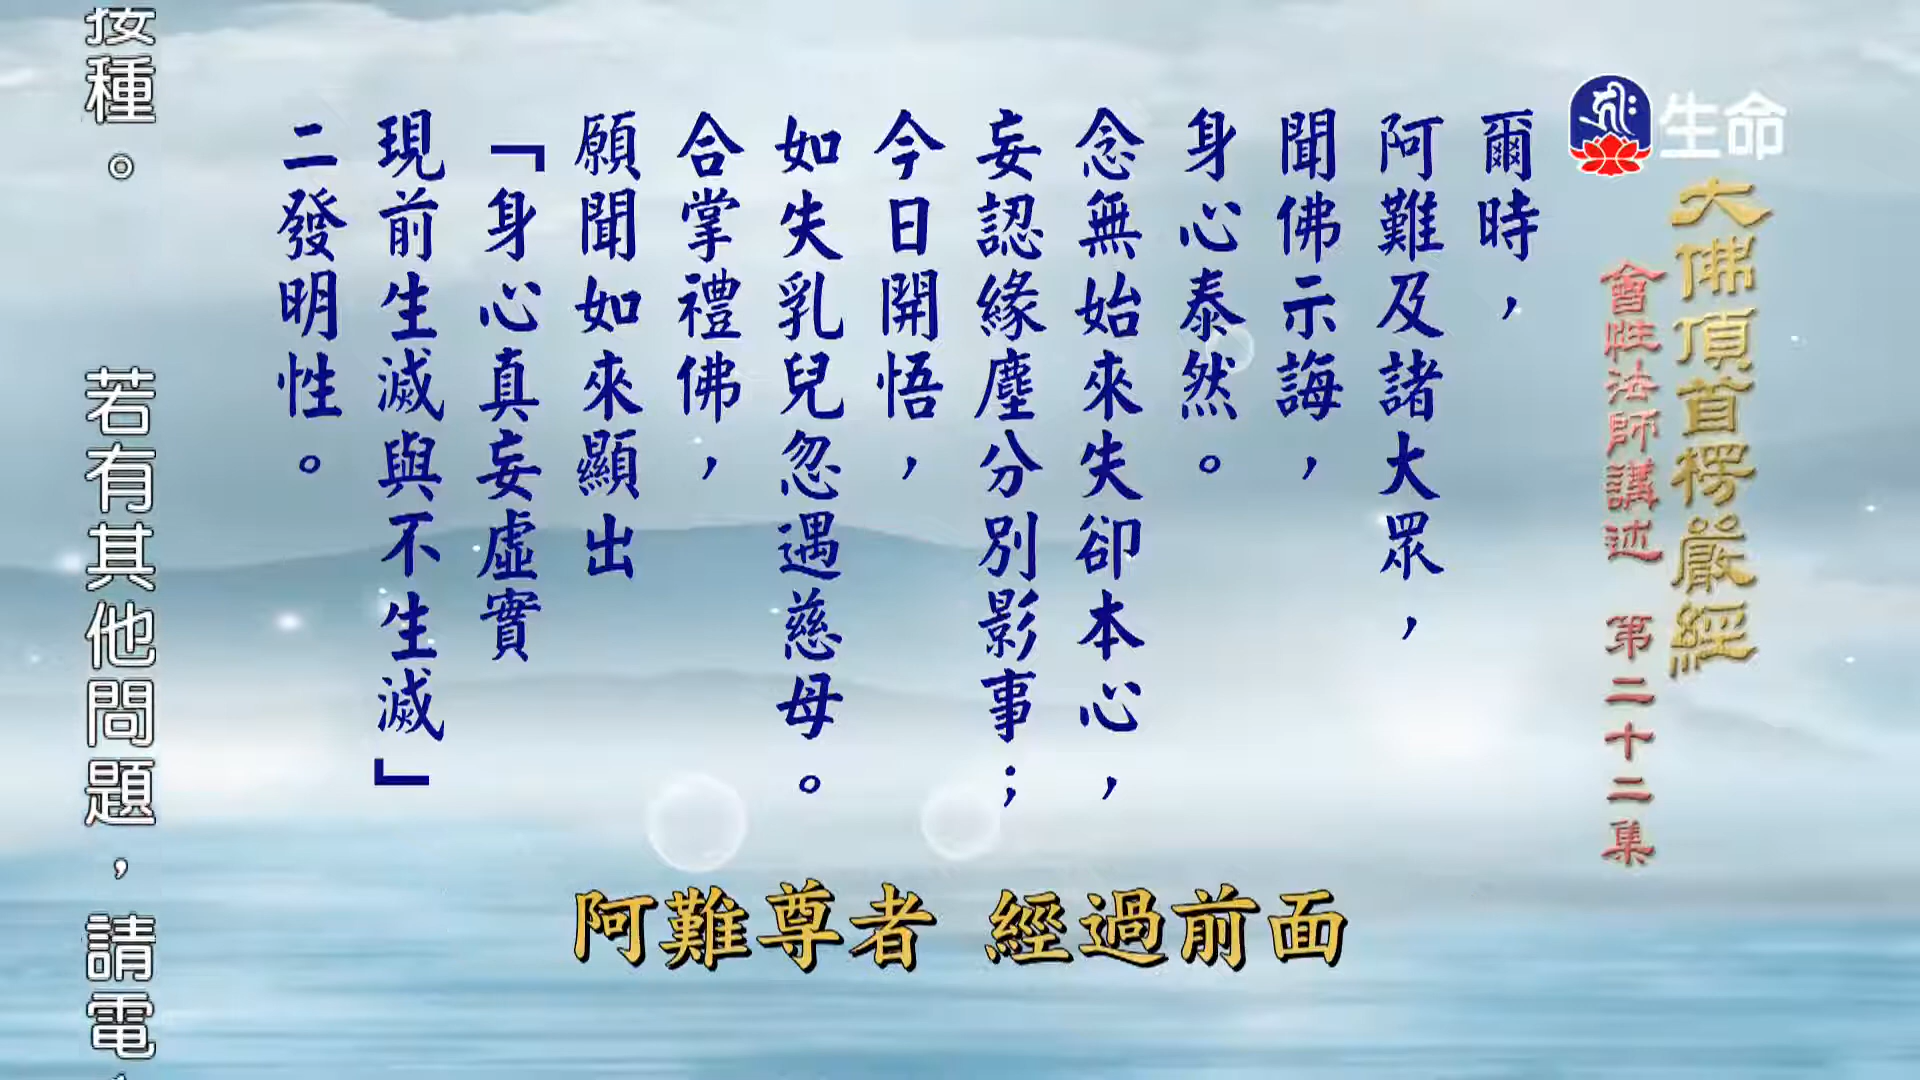 生命
大佛頂首楞嚴經
會性法師講述 第二十二集
爾時，
阿難及諸大眾，
聞佛示誨，
身心泰然。
念無始來失卻本心，
妄認緣塵分別影事；
今日開悟，
如失乳兒忽遇慈母。
合掌禮佛，
願聞如來顯出
「身心真妄虛實
現前生滅與不生滅」
二發明性。
接種。 若有其他問題，請電
阿難尊者 經過前面